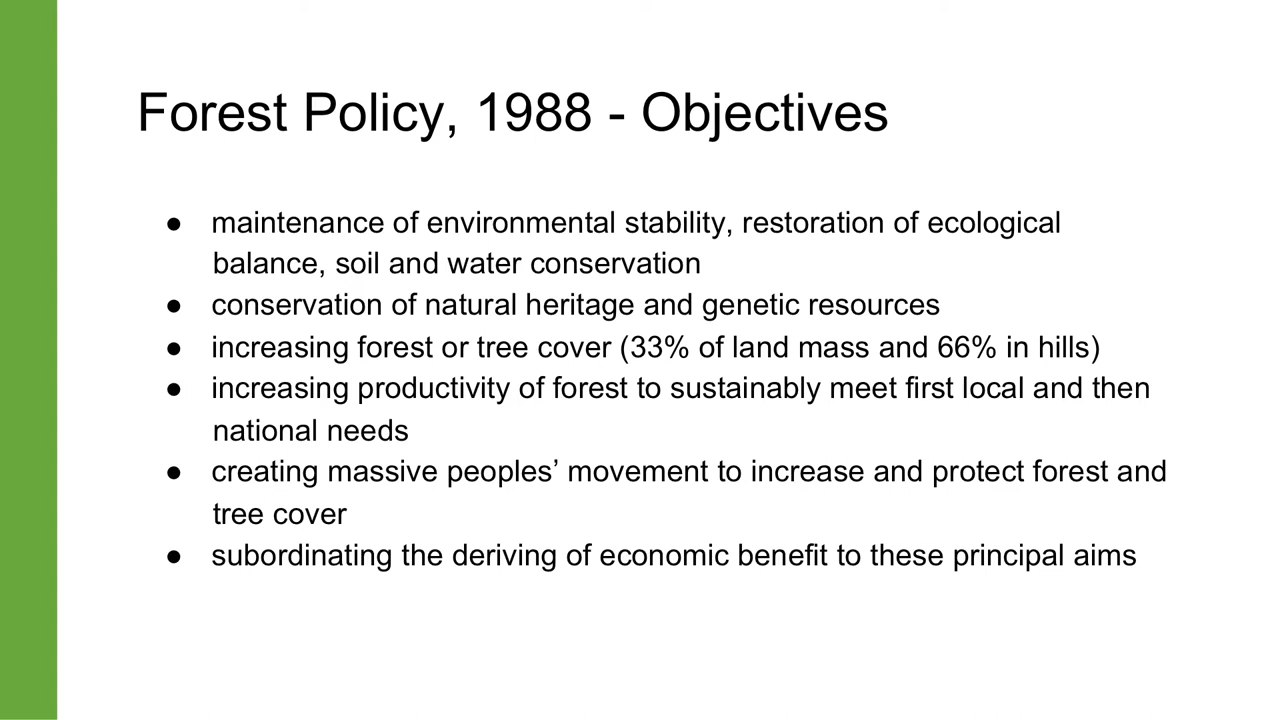 Forest Policy, 1988 - Objectives
● maintenance of environmental stability, restoration of ecological
balance, soil and water conservation
● conservation of natural heritage and genetic resources
● increasing forest or tree cover (33% of land mass and 66% in hills)
● increasing productivity of forest to sustainably meet first local and then
national needs
● creating massive peoples’ movement to increase and protect forest and
tree cover
● subordinating the deriving of economic benefit to these principal aims